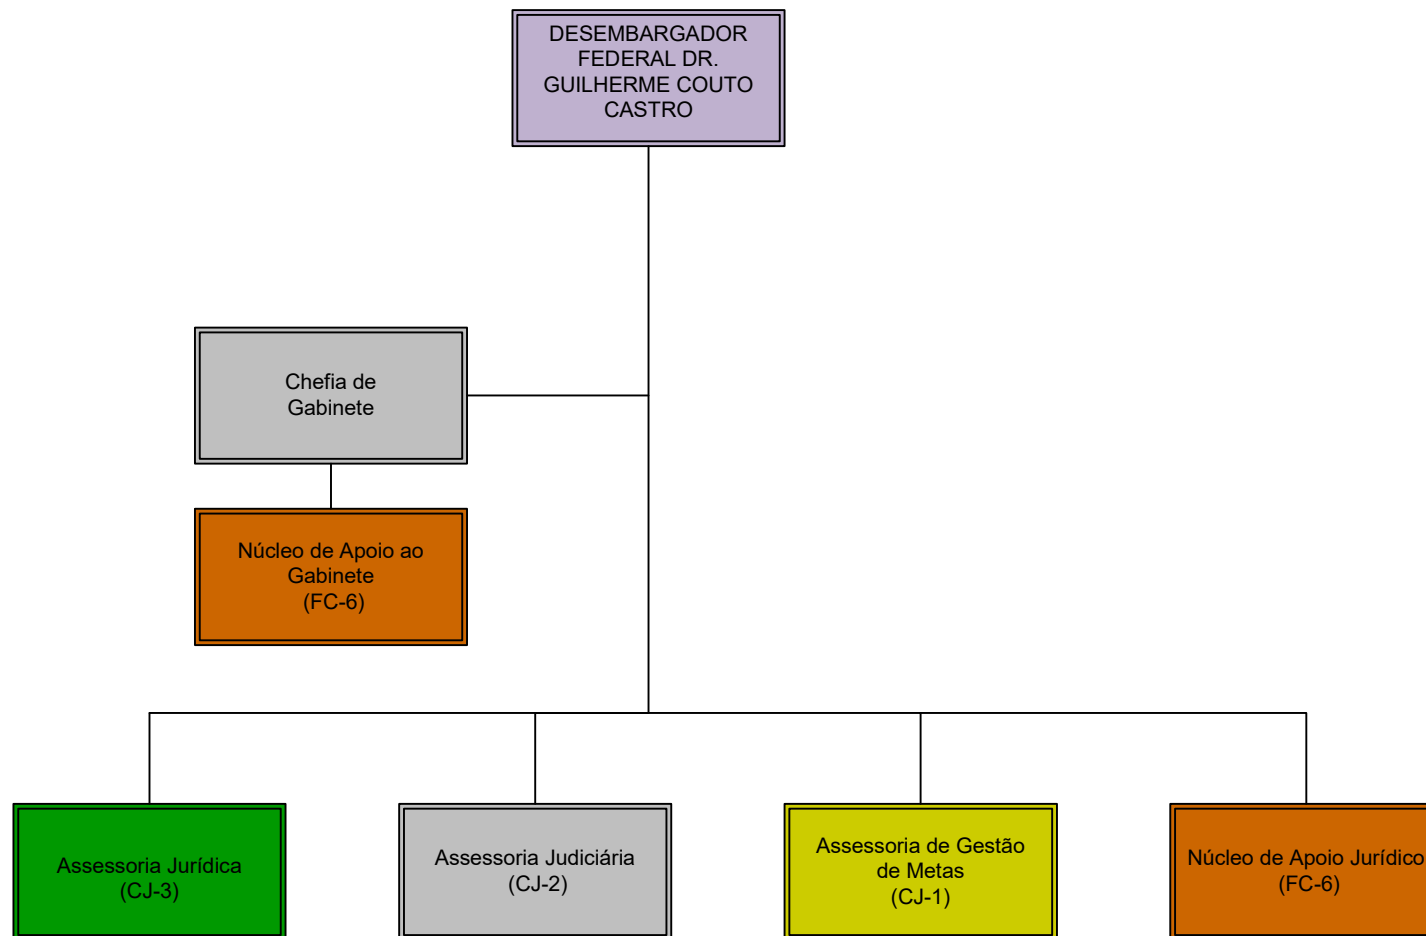 DESEMBARGADOR
FEDERAL DR.
GUILHERME COUTO
CASTRO
Chefia de
Gabinete
Núcleo de Apoio ao
Gabinete
(FC-6)
Assessoria Jurídica
(CJ-3)
Assessoria Judiciária
(CJ-2)
Assessoria de Gestão
de Metas
(CJ-1)
Núcleo de Apoio Jurídico
(FC-6)